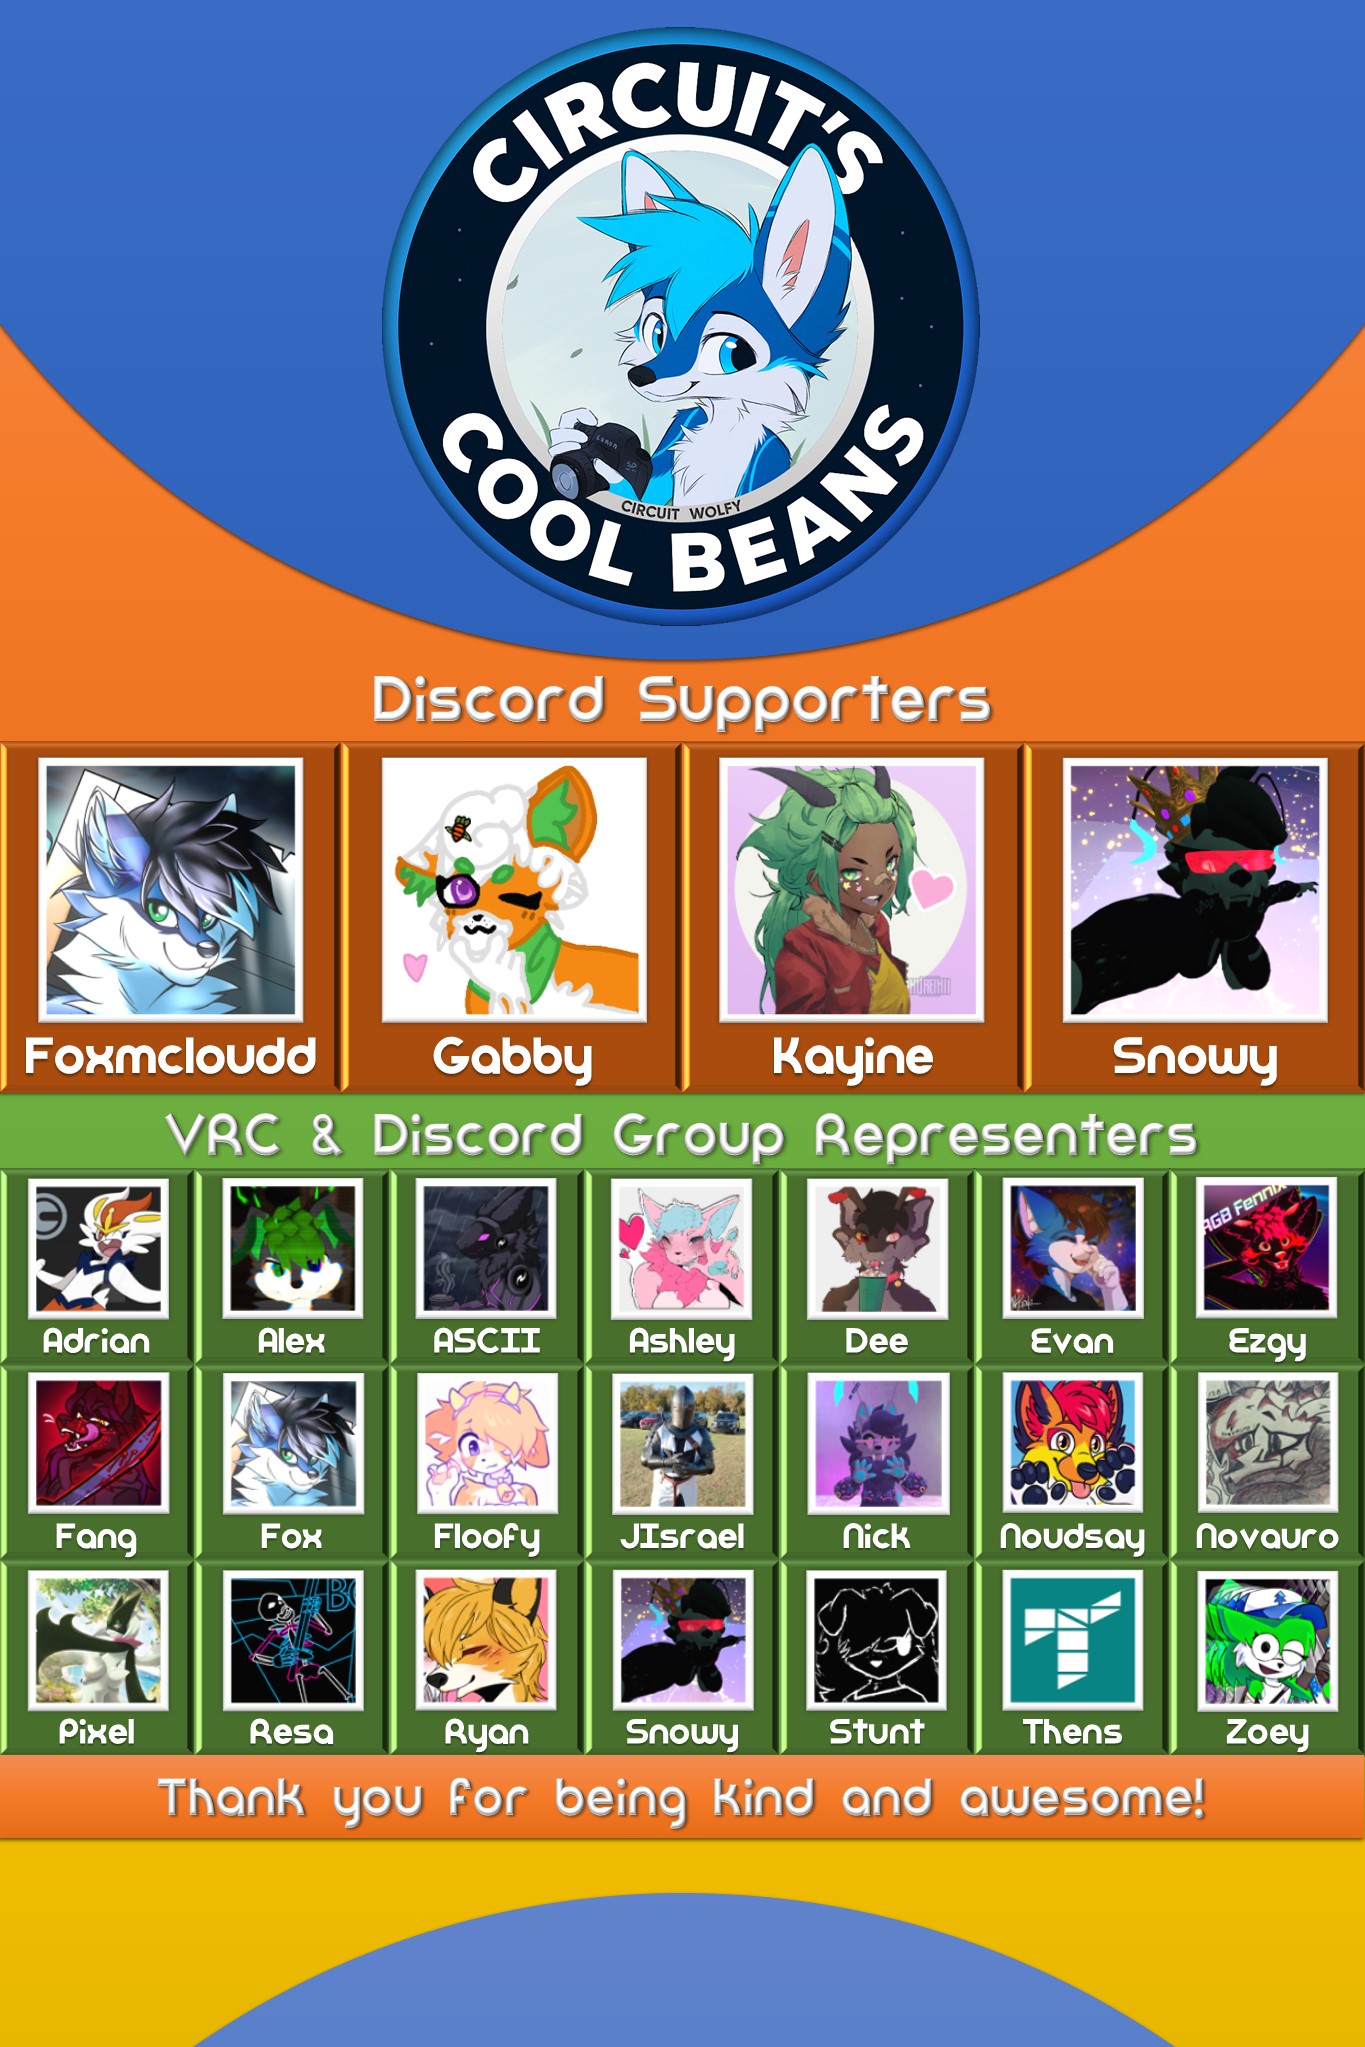 CIRCUIT'S
CIRCUIT WOLFY
COOL BEANS
Discord Supporters
Foxmcloudd
Gabby
Kayine
Snowy
VRC & Discord Group Representers
RGB Fennix
Adrian
Alex
ASCII
Ashley
Dee
Evan
Ezgy
Fang
Fox
Floofy
JIsrael
Nick
Noudsay
Novauro
Pixel
Resa
Ryan
Snowy
Stunt
Thens
Zoey
Thank you for being kind and awesome!